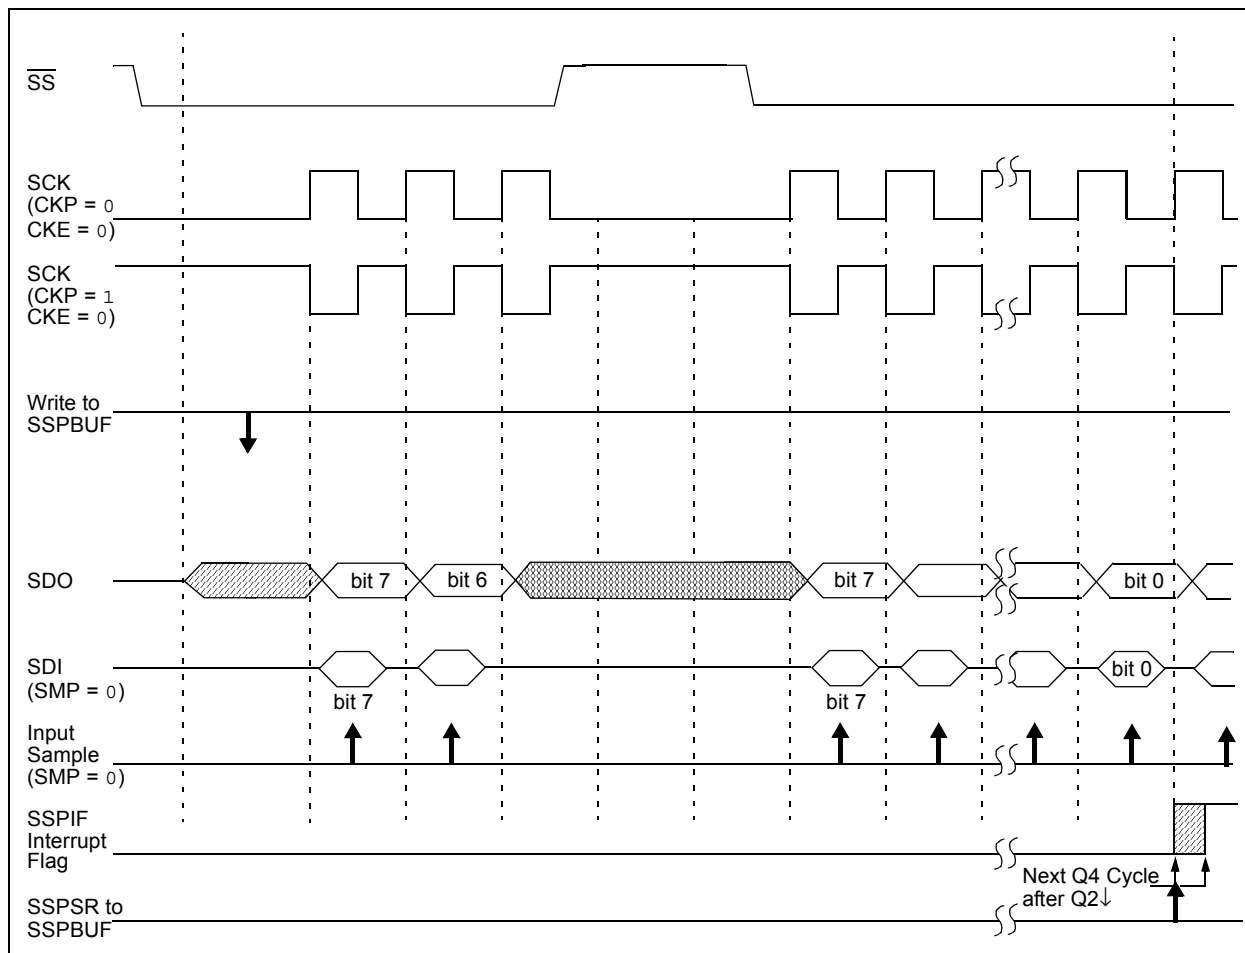 SS
SCK
(CKP = 0
CKE = 0)
SCK
(CKP = 1
CKE = 0)
Write to
SSPBUF
SDO
bit 7
bit 6
bit 7
bit 0
SDI
(SMP = 0)
bit 7
bit 7
bit 0
Input
Sample
(SMP = 0)
SSPIF
Interrupt
Flag
Next Q4 Cycle
after Q2↓
SSPSR to
SSPBUF